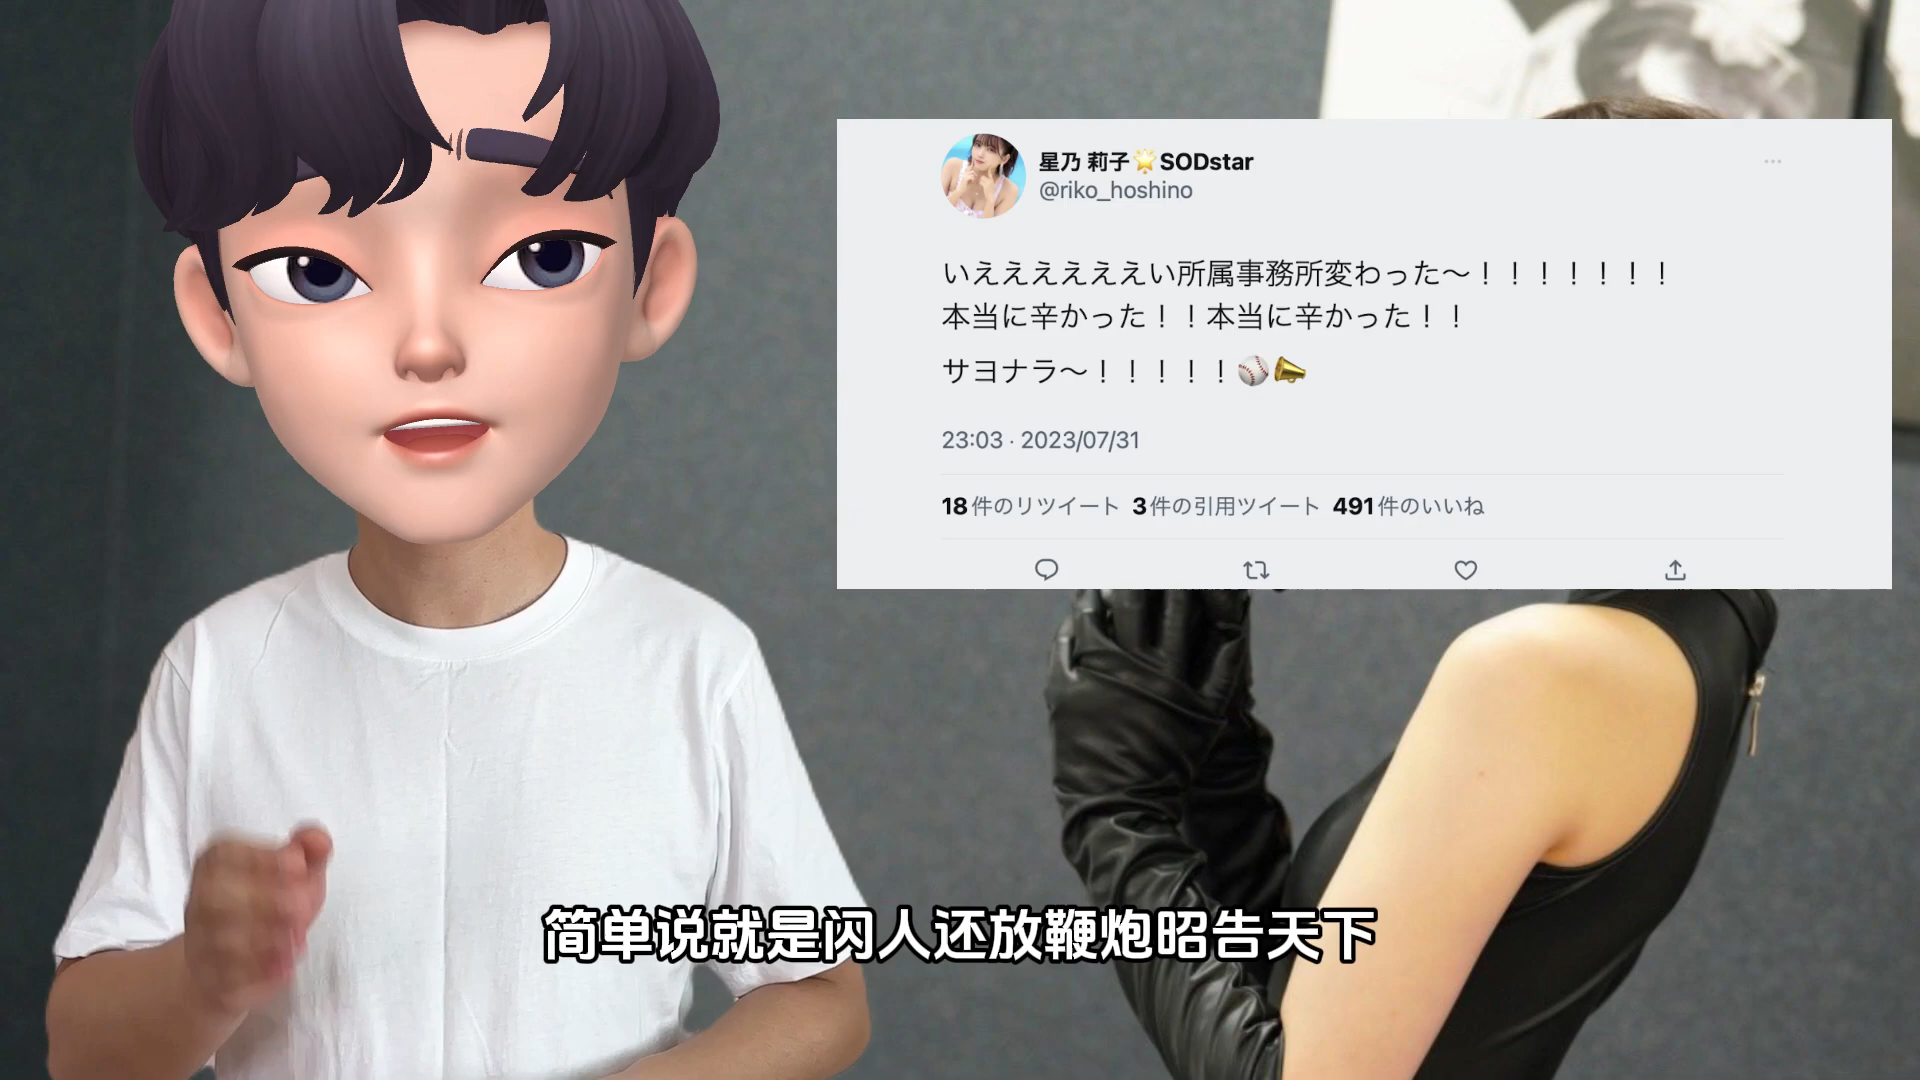 星乃 莉子🌟SODstar
@riko_hoshino
いえええええええい所属事務所変わった〜！！！！！！！
本当に辛かった！！本当に辛かった！！
サヨナラ〜！！！！！⚾📣
23:03 · 2023/07/31
18件のリツイート 3件の引用ツイート 491件のいいね
简单说就是闪人还放鞭炮昭告天下